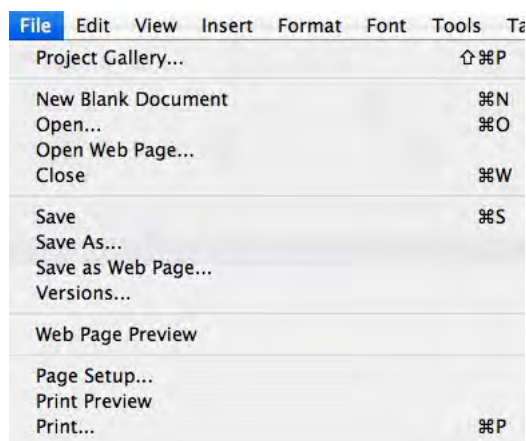 File Edit View Insert Format Font Tools Ta
Project Gallery... ⇧⌘P
New Blank Document ⌘N
Open... ⌘O
Open Web Page...
Close ⌘W
Save ⌘S
Save As...
Save as Web Page...
Versions...
Web Page Preview
Page Setup...
Print Preview
Print... ⌘P